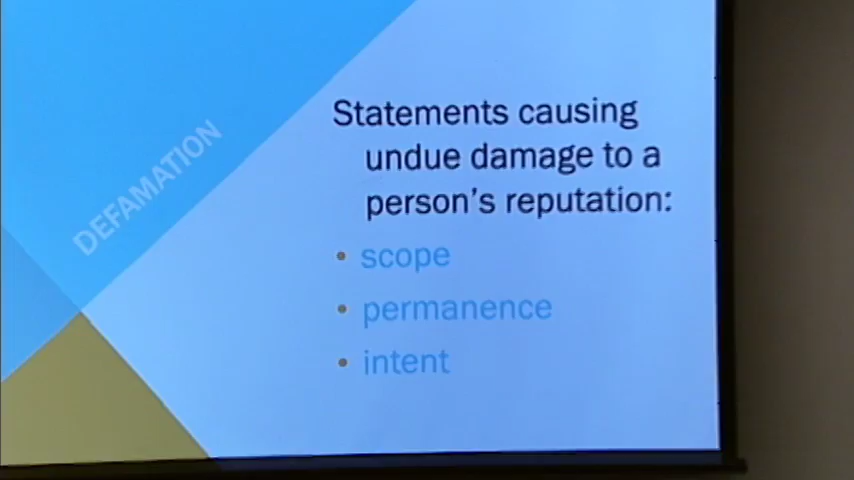 DEFAMATION
Statements causing
undue damage to a
person's reputation:
• scope
• permanence
• intent